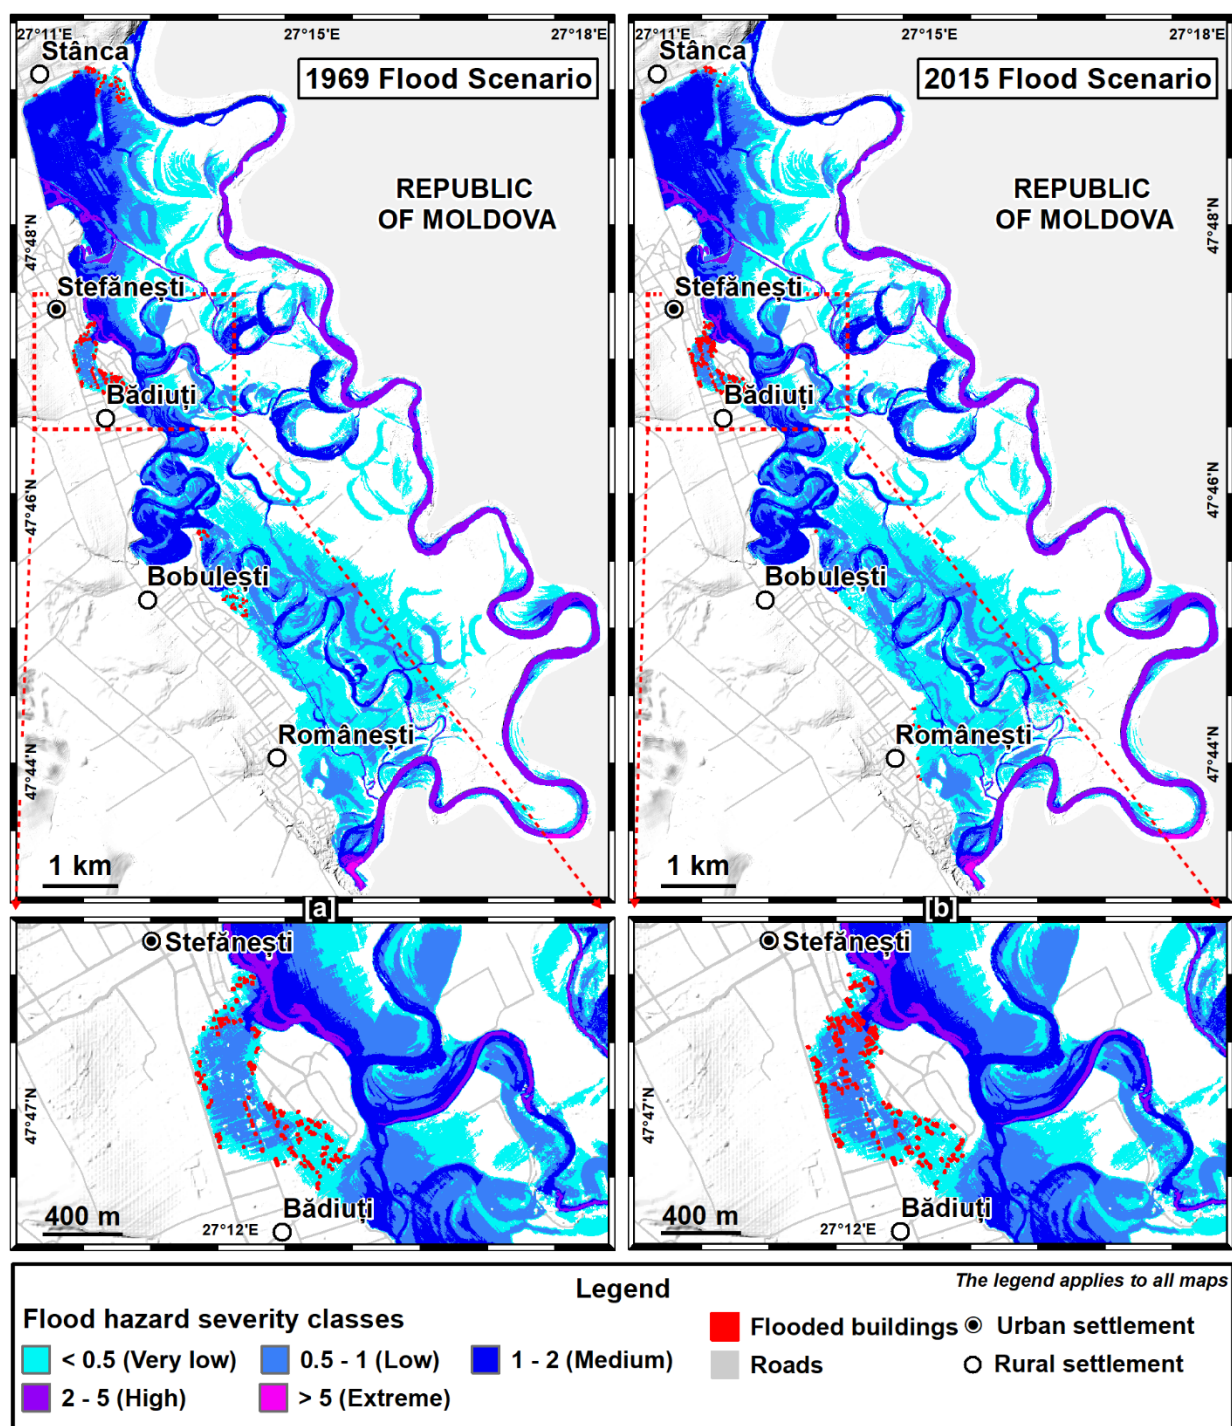 27°11'E
27°15'E
27°18'E
Stânca
1969 Flood Scenario
REPUBLIC
OF MOLDOVA
47°48'N
Stefănești
Bădiuți
47°46'N
Bobulești
Românești
47°44'N
1 km
[a]
27°11'E
27°15'E
27°18'E
Stânca
2015 Flood Scenario
REPUBLIC
OF MOLDOVA
47°48'N
Stefănești
Bădiuți
47°46'N
Bobulești
Românești
47°44'N
1 km
[b]
Stefănești
47°47'N
Bădiuți
400 m
27°12'E
Stefănești
47°47'N
Bădiuți
400 m
27°12'E
Legend
The legend applies to all maps
Flood hazard severity classes
< 0.5 (Very low)
0.5 - 1 (Low)
1 - 2 (Medium)
2 - 5 (High)
> 5 (Extreme)
Flooded buildings
Roads
Urban settlement
Rural settlement